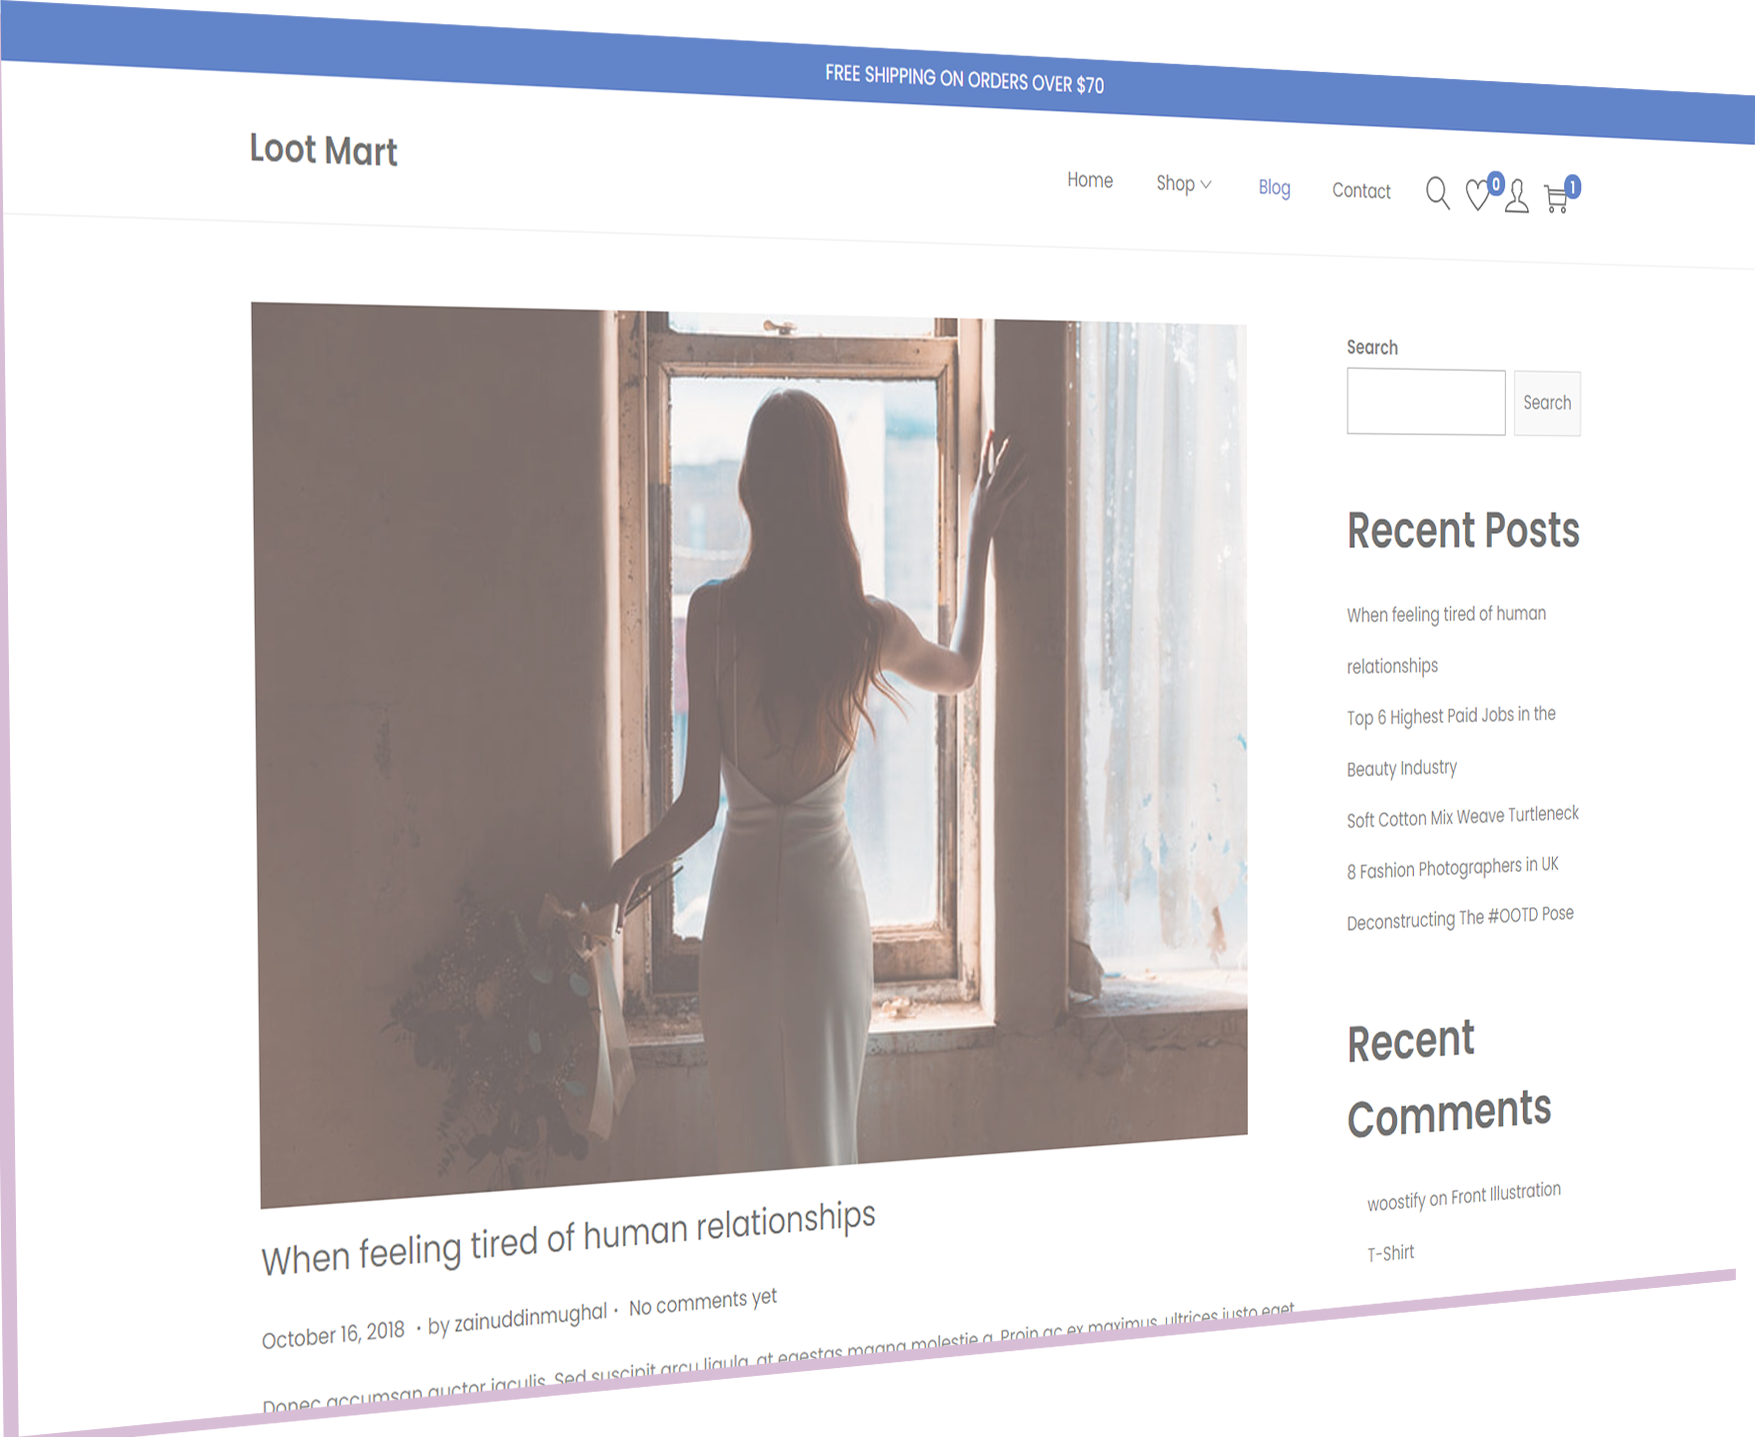 FREE SHIPPING ON ORDERS OVER $70
Loot Mart
Home
Shop
Blog
Contact
0
1
Search
Search
Recent Posts
When feeling tired of human
relationships
Top 6 Highest Paid Jobs in the
Beauty Industry
Soft Cotton Mix Weave Turtleneck
8 Fashion Photographers in UK
Deconstructing The #OOTD Pose
Recent
Comments
woostify on Front Illustration
T-Shirt
When feeling tired of human relationships
October 16, 2018 · by zainuddinmughal · No comments yet
Donec accumsan auctor iaculis. Sed suscipit arcu ligula, at egestas magna molestie a. Proin ac ex maximus, ultrices justo eget